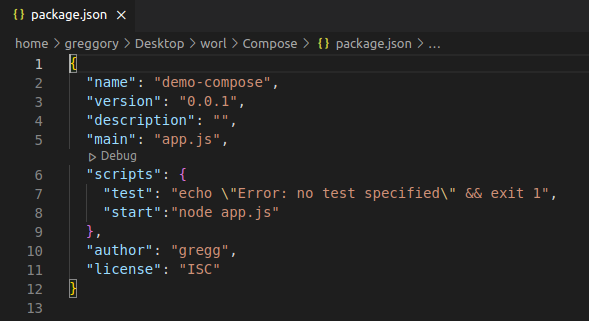 {} package.json ×
home > greggory > Desktop > worl > Compose > {} package.json > ...
1 {
2   "name": "demo-compose",
3   "version": "0.0.1",
4   "description": "",
5   "main": "app.js",
▷ Debug
6   "scripts": {
7     "test": "echo \"Error: no test specified\" && exit 1",
8     "start":"node app.js"
9   },
10   "author": "gregg",
11   "license": "ISC"
12 }
13